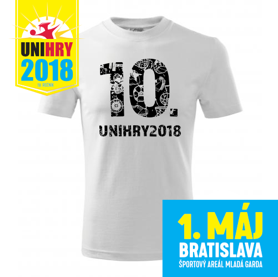 UNIHRY
2018
10.
UNIHRY2018
1. MÁJ
BRATISLAVA
ŠPORTOVÝ AREÁL MLADÁ GARDA